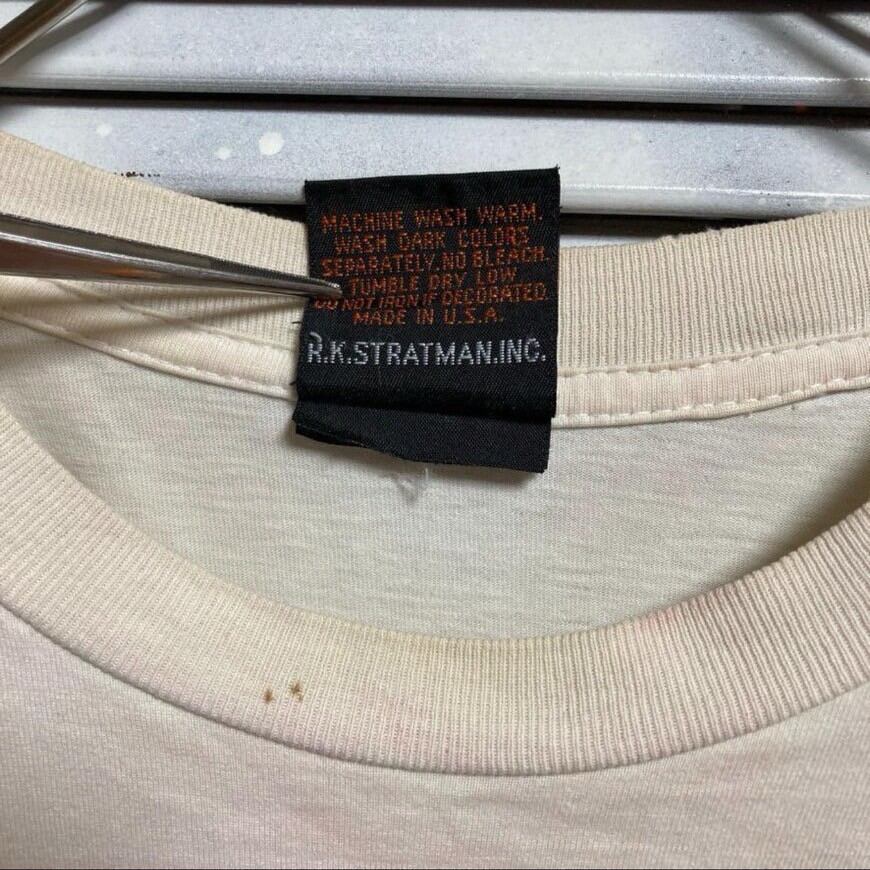 MACHINE WASH WARM.
WASH DARK COLORS
SEPARATELY.NO BLEACH.
TUMBLE DRY LOW
DO NOT IRON IF DECORATED
MADE IN U.S.A.
R.K.STRATMAN.INC.